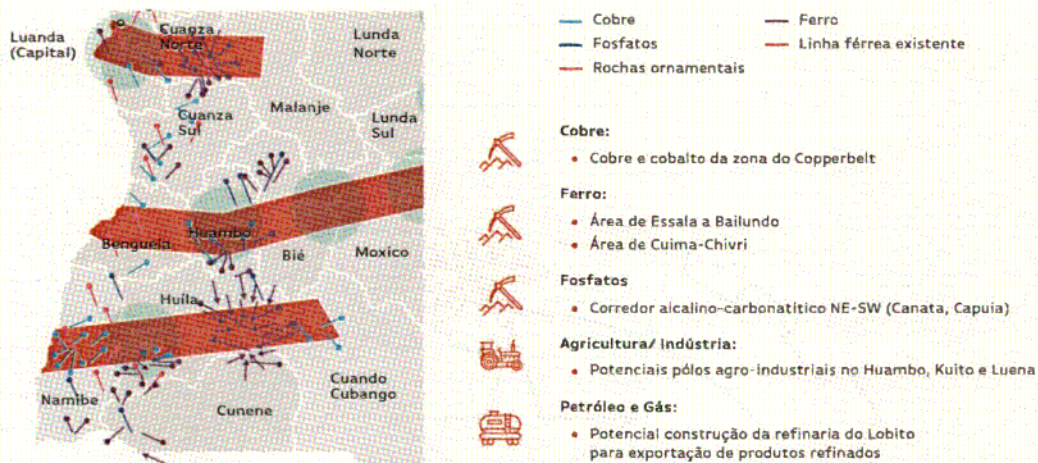 Luanda
(Capital)
Cuanza
Norte
Lunda
Norte
Malanje
Cuanza
Sul
Lunda
Sul
Benguela
Huambo
Bié
Moxico
Huíla
Namibe
Cunene
Cuando
Cubango
Cobre
Fosfatos
Rochas ornamentais
Ferro
Linha férrea existente
Cobre:
• Cobre e cobalto da zona do Copperbelt
Ferro:
• Área de Essala a Bailundo
• Área de Cuima-Chivri
Fosfatos
• Corredor alcalino-carbonatítico NE-SW (Canata, Capuia)
Agricultura/ Indústria:
• Potenciais pólos agro-industriais no Huambo, Kuito e Luena
Petróleo e Gás:
• Potencial construção da refinaria do Lobito
para exportação de produtos refinados